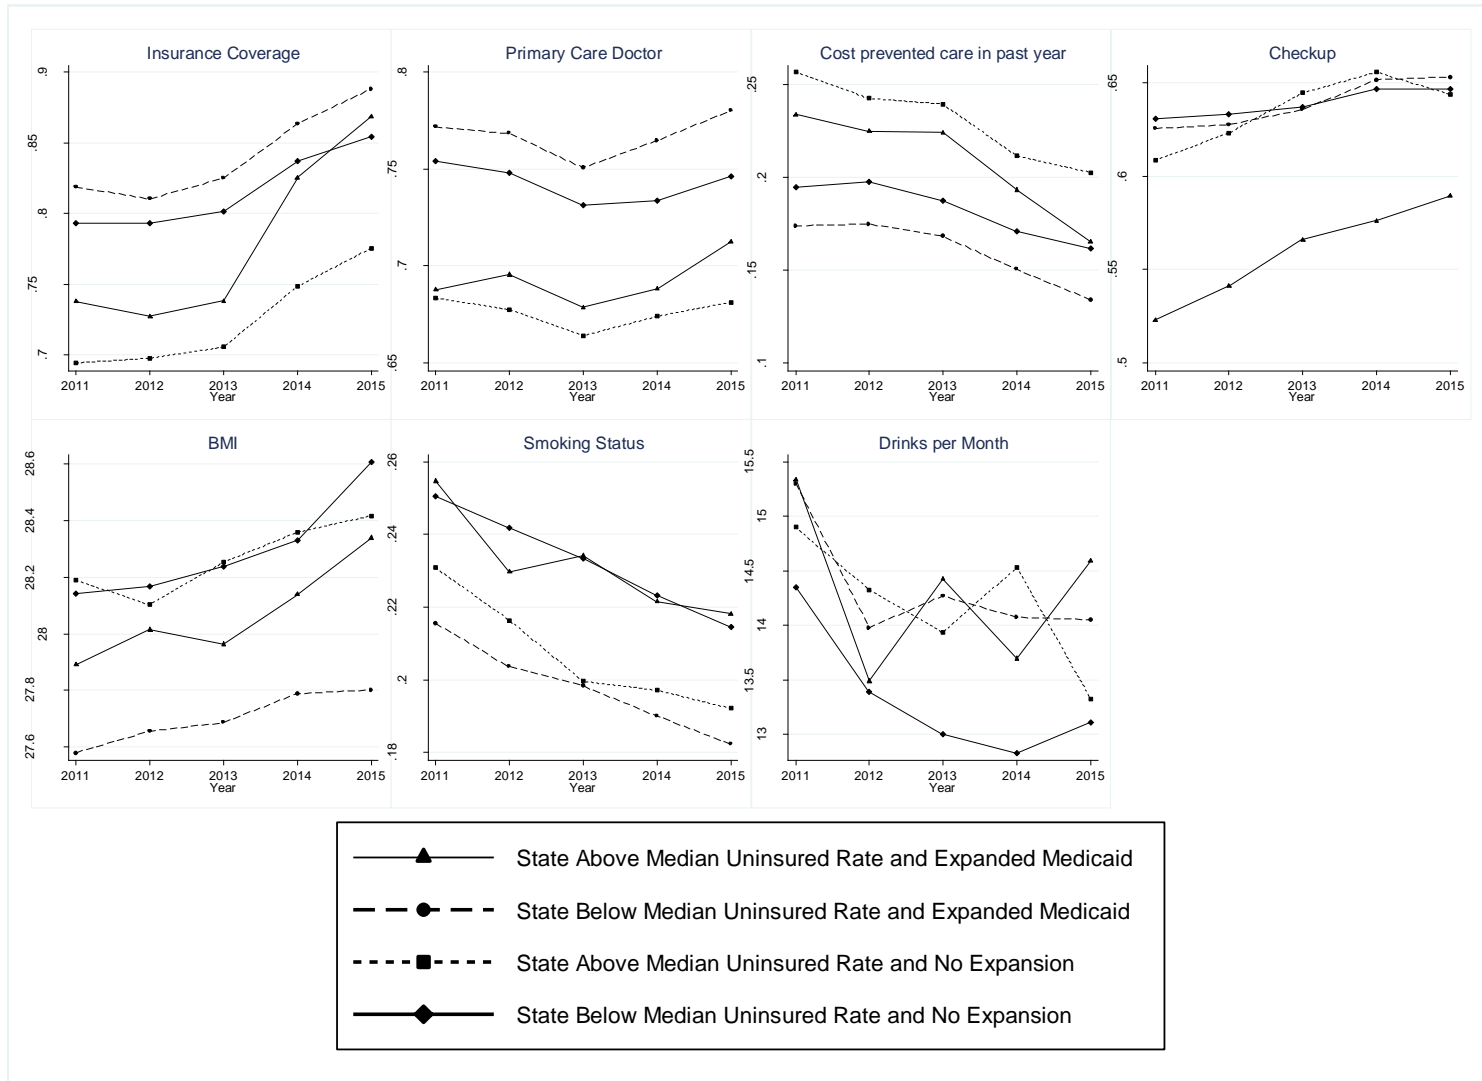 Insurance Coverage
.9
.85
.8
.75
.7
2011 2012 2013 2014 2015
Year
Primary Care Doctor
.8
.75
.7
.65
2011 2012 2013 2014 2015
Year
Cost prevented care in past year
.25
.2
.15
.1
2011 2012 2013 2014 2015
Year
Checkup
.65
.6
.55
.5
2011 2012 2013 2014 2015
Year
BMI
28.6
28.4
28.2
28
27.8
27.6
2011 2012 2013 2014 2015
Year
Smoking Status
.26
.24
.22
.2
.18
2011 2012 2013 2014 2015
Year
Drinks per Month
15.5
15
14.5
14
13.5
13
2011 2012 2013 2014 2015
Year
State Above Median Uninsured Rate and Expanded Medicaid
State Below Median Uninsured Rate and Expanded Medicaid
State Above Median Uninsured Rate and No Expansion
State Below Median Uninsured Rate and No Expansion